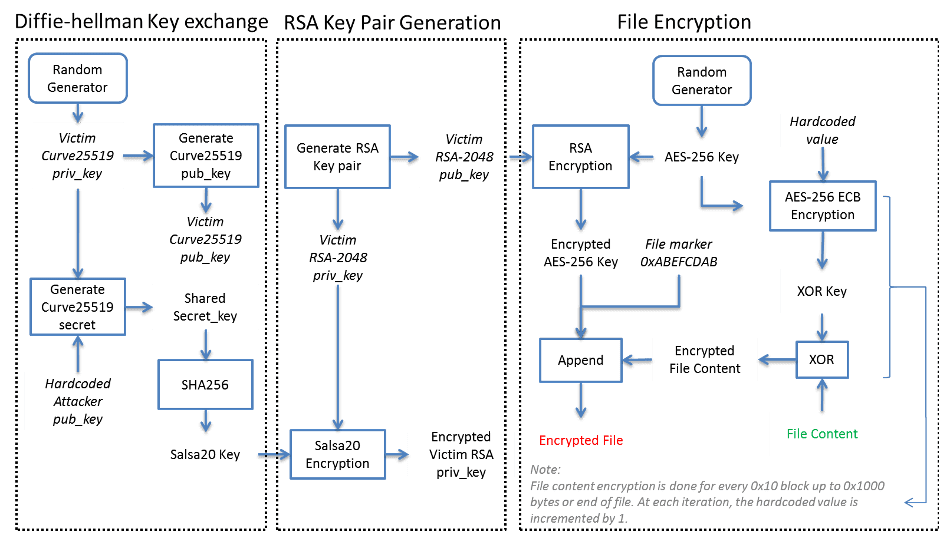 Diffie-hellman Key exchange
Random
Generator
Victim
Curve25519
priv_key
Generate
Curve25519
pub_key
Victim
Curve25519
pub_key
Generate
Curve25519
secret
Shared
Secret_key
Hardcoded
Attacker
pub_key
SHA256
Salsa20 Key
RSA Key Pair Generation
Generate RSA
Key pair
Victim
RSA-2048
pub_key
Victim
RSA-2048
priv_key
Salsa20
Encryption
Encrypted
Victim RSA
priv_key
File Encryption
Random
Generator
Hardcoded
value
RSA
Encryption
AES-256 Key
AES-256 ECB
Encryption
Encrypted
AES-256 Key
File marker
0xABEFCDAB
XOR Key
Append
Encrypted
File Content
XOR
Encrypted File
File Content
Note:
File content encryption is done for every 0x10 block up to 0x1000
bytes or end of file. At each iteration, the hardcoded value is
incremented by 1.